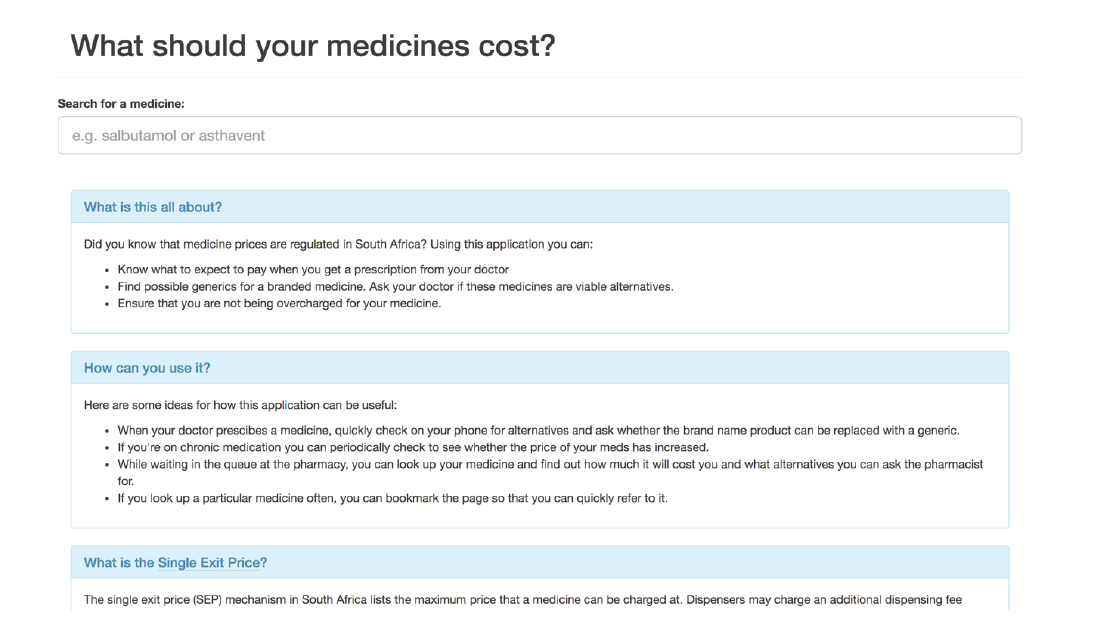 What should your medicines cost?
Search for a medicine:
e.g. salbutamol or asthavent
What is this all about?
Did you know that medicine prices are regulated in South Africa? Using this application you can:
• Know what to expect to pay when you get a prescription from your doctor
• Find possible generics for a branded medicine. Ask your doctor if these medicines are viable alternatives.
• Ensure that you are not being overcharged for your medicine.
How can you use it?
Here are some ideas for how this application can be useful:
• When your doctor prescibes a medicine, quickly check on your phone for alternatives and ask whether the brand name product can be replaced with a generic.
• If you're on chronic medication you can periodically check to see whether the price of your meds has increased.
• While waiting in the queue at the pharmacy, you can look up your medicine and find out how much it will cost you and what alternatives you can ask the pharmacist
for.
• If you look up a particular medicine often, you can bookmark the page so that you can quickly refer to it.
What is the Single Exit Price?
The single exit price (SEP) mechanism in South Africa lists the maximum price that a medicine can be charged at. Dispensers may charge an additional dispensing fee